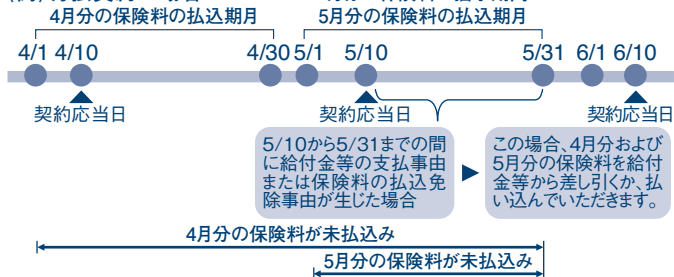 4月分の保険料の払込期月
5月分の保険料の払込期月
4/1 4/10 4/30 5/1 5/10 5/31 6/1 6/10
契約応当日 契約応当日 契約応当日
5/10から5/31までの間
に給付金等の支払事由
または保険料の払込免
除事由が生じた場合
この場合、4月分および
5月分の保険料を給付
金等から差し引くか、払
い込んでいただきます。
4月分の保険料が未払込み
5月分の保険料が未払込み